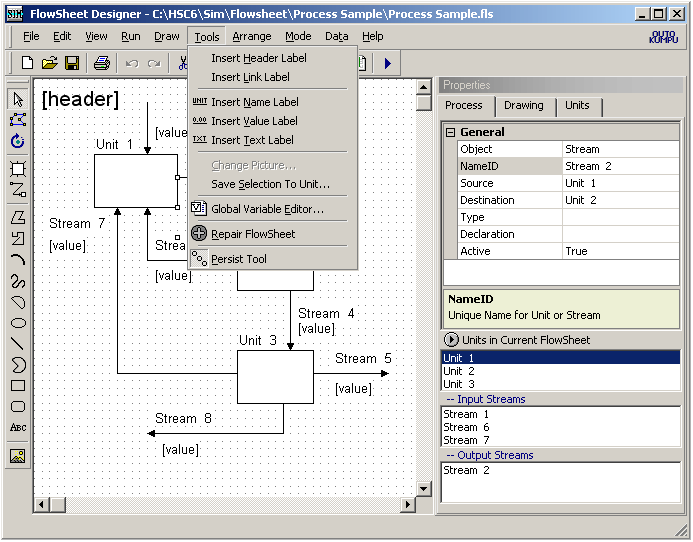 FlowSheet Designer - C:\HSC6\Sim\Flowsheet\Process Sample\Process Sample.fls
File Edit View Run Draw Tools Arrange Mode Data Help
OUTO
KUMPU
[header]
[value]
Unit 1
Stream 7
[value]
Stream
[value]
Stream 4
[value]
Unit 3
Stream 5
[value]
Stream 8
[value]
ABC
Insert Header Label
Insert Link Label
UNIT Insert Name Label
0.00 Insert Value Label
TXT Insert Text Label
Change Picture...
Save Selection To Unit...
Global Variable Editor...
Repair FlowSheet
Persist Tool
Properties
Process Drawing Units
General
Object Stream
NameID Stream 2
Source Unit 1
Destination Unit 2
Type
Declaration
Active True
NameID
Unique Name for Unit or Stream
Units in Current FlowSheet
Unit 1
Unit 2
Unit 3
-- Input Streams
Stream 1
Stream 6
Stream 7
-- Output Streams
Stream 2